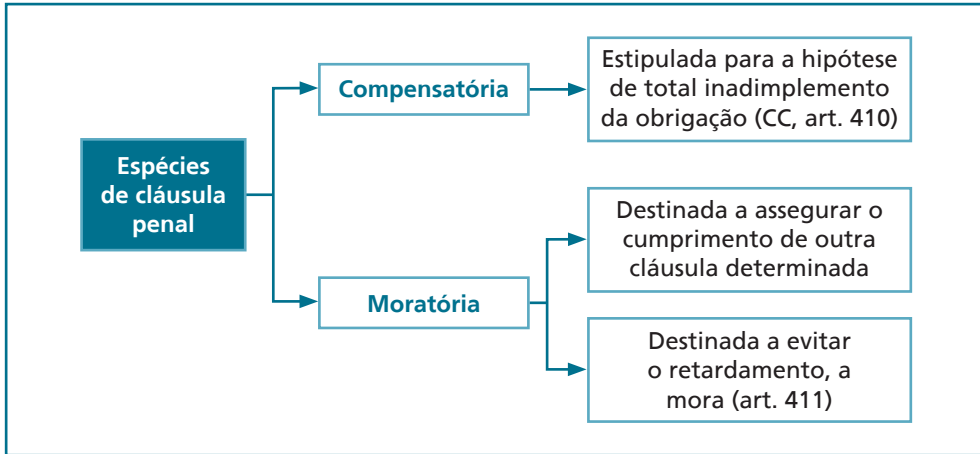 Espécies
de cláusula
penal
Compensatória
Estipulada para a hipótese
de total inadimplemento
da obrigação (CC, art. 410)
Moratória
Destinada a assegurar o
cumprimento de outra
cláusula determinada
Destinada a evitar
o retardamento, a
mora (art. 411)